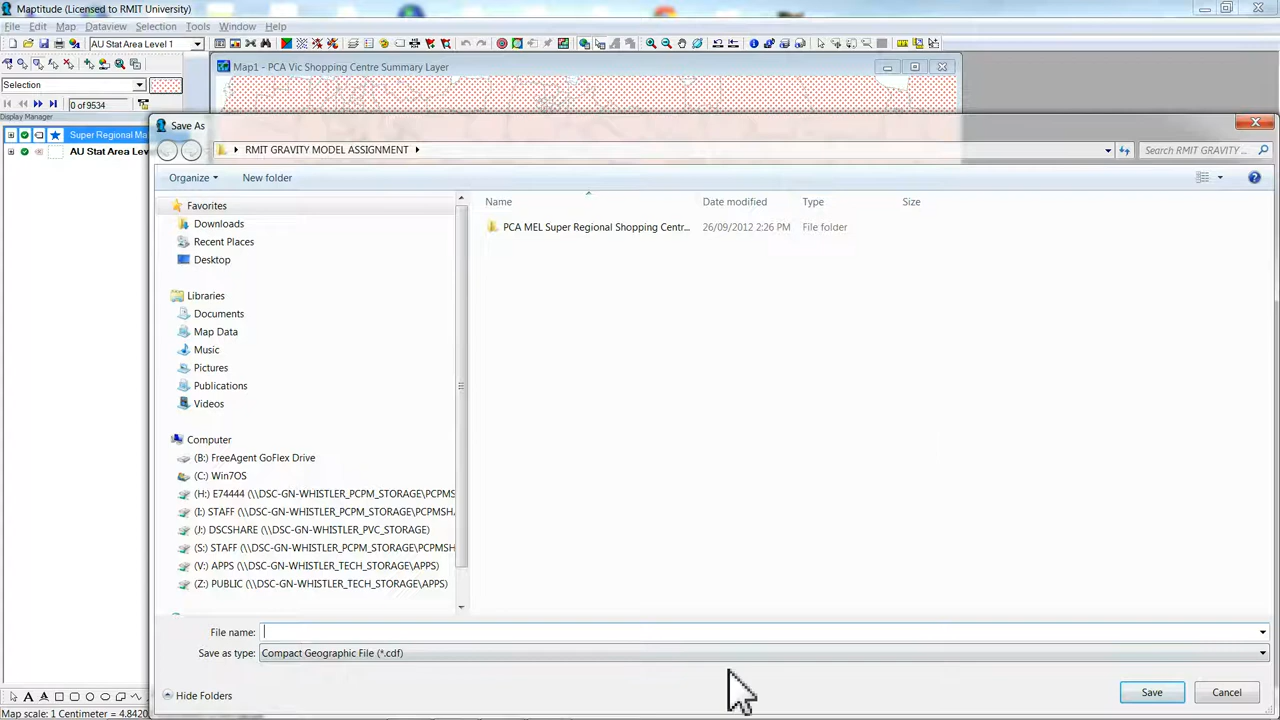 Maptitude (Licensed to RMIT University)
File Edit Map Dataview Selection Tools Window Help
AU Stat Area Level 1
Selection
Map1 - PCA Vic Shopping Centre Summary Layer
0 of 9534
Display Manager
Super Regional Ma
AU Stat Area Lev
Save As
RMIT GRAVITY MODEL ASSIGNMENT
Search RMIT GRAVITY ...
Organize
New folder
Name
Date modified
Type
Size
Favorites
Downloads
Recent Places
Desktop
Libraries
Documents
Map Data
Music
Pictures
Publications
Videos
Computer
(B:) FreeAgent GoFlex Drive
(C:) Win7OS
(H:) E74444 (\\DSC-GN-WHISTLER_PCPM_STORAGE\PCPMS
(I:) STAFF (\\DSC-GN-WHISTLER_PCPM_STORAGE\PCPMSH
(J:) DSCSHARE (\\DSC-GN-WHISTLER_PVC_STORAGE)
(S:) STAFF (\\DSC-GN-WHISTLER_PCPM_STORAGE\PCPMSH
(V:) APPS (\\DSC-GN-WHISTLER_TECH_STORAGE\APPS)
(Z:) PUBLIC (\\DSC-GN-WHISTLER_TECH_STORAGE\APPS)
PCA MEL Super Regional Shopping Centr... 26/09/2012 2:26 PM File folder
File name:
Save as type: Compact Geographic File (*.cdf)
Hide Folders
Save
Cancel
Map scale: 1 Centimeter = 4.8420